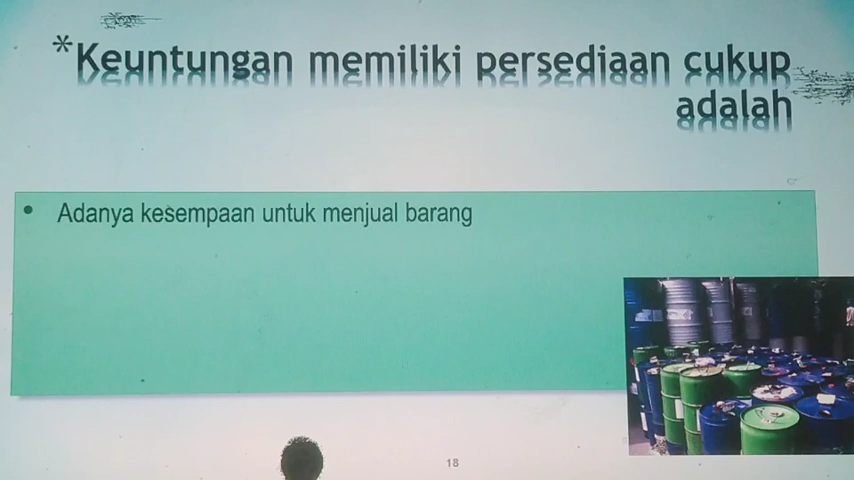 *Keuntungan memiliki persediaan cukup
adalah
• Adanya kesempaan untuk menjual barang
18